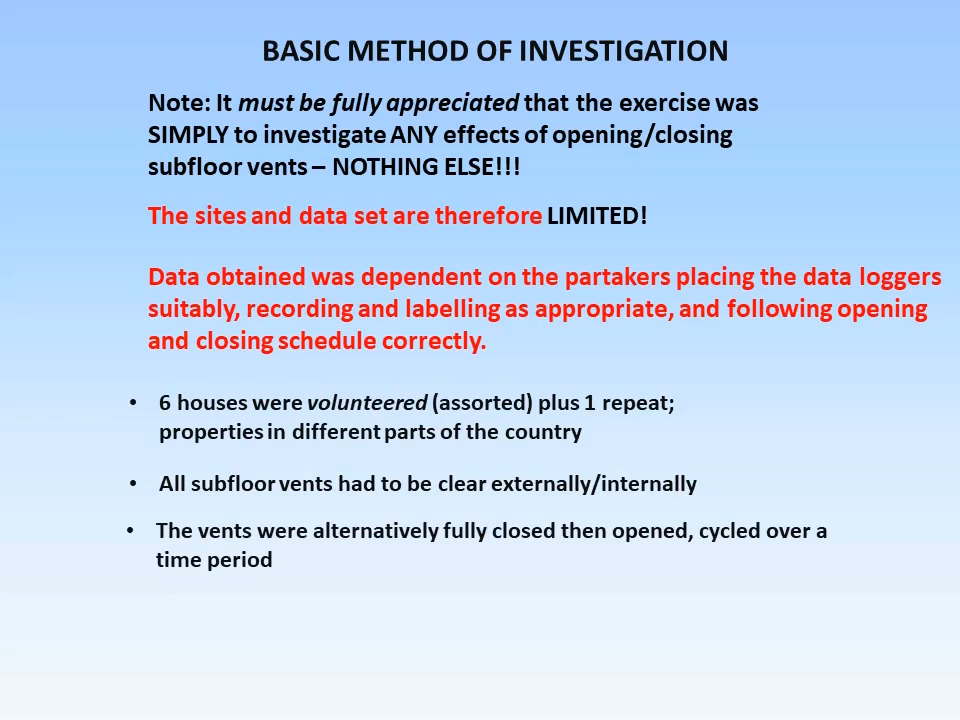 BASIC METHOD OF INVESTIGATION
Note: It must be fully appreciated that the exercise was
SIMPLY to investigate ANY effects of opening/closing
subfloor vents – NOTHING ELSE!!!
The sites and data set are therefore LIMITED!
Data obtained was dependent on the partakers placing the data loggers
suitably, recording and labelling as appropriate, and following opening
and closing schedule correctly.
• 6 houses were volunteered (assorted) plus 1 repeat;
properties in different parts of the country
• All subfloor vents had to be clear externally/internally
• The vents were alternatively fully closed then opened, cycled over a
time period